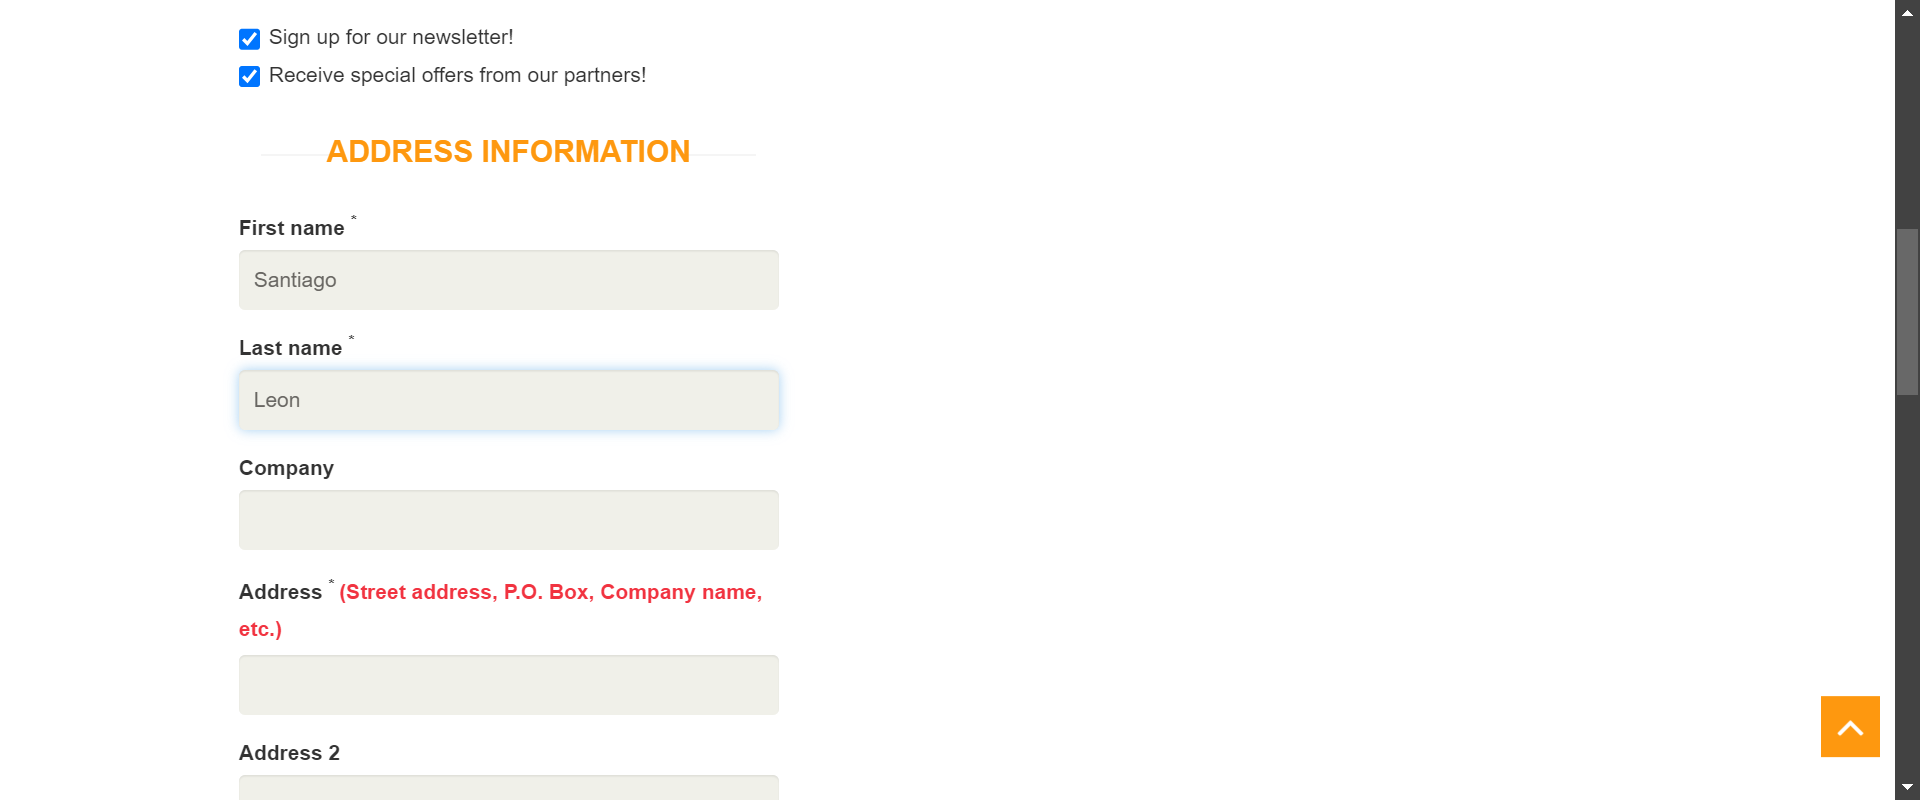 Sign up for our newsletter!
Receive special offers from our partners!
ADDRESS INFORMATION
First name *
Santiago
Last name *
Leon
Company
Address * (Street address, P.O. Box, Company name,
etc.)
Address 2